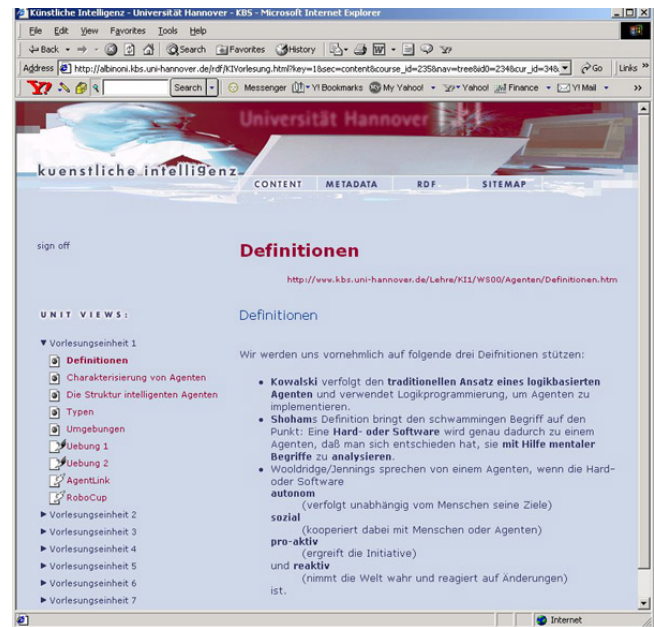 Künstliche Intelligenz - Universität Hannover - KBS - Microsoft Internet Explorer
File Edit View Favorites Tools Help
Back Search Favorites History
Address http://albinoni.kbs.uni-hannover.de/rdf/KIVorlesung.html?key=1&sec=content&course_id=235&nav=tree&id0=234&cur_id=34& Go Links »
Y! Search Messenger Y! Bookmarks My Yahoo! Yahoo! Finance Y! Mail »
Universität Hannover
kuenstliche intelligenz
CONTENT METADATA RDF SITEMAP
sign off
Definitionen
http://www.kbs.uni-hannover.de/Lehre/KI1/WS00/Agenten/Definitionen.htm
UNIT VIEWS:
Definitionen
Vorlesungseinheit 1
Definitionen
Charakterisierung von Agenten
Die Struktur intelligenten Agenten
Typen
Umgebungen
Uebung 1
Uebung 2
AgentLink
RoboCup
Vorlesungseinheit 2
Vorlesungseinheit 3
Vorlesungseinheit 4
Vorlesungseinheit 5
Vorlesungseinheit 6
Vorlesungseinheit 7
Wir werden uns vornehmlich auf folgende drei Deifnitionen stützen:
• Kowalski verfolgt den traditionellen Ansatz eines logikbasierten
Agenten und verwendet Logikprogrammierung, um Agenten zu
implementieren.
• Shohams Definition bringt den schwammingen Begriff auf den
Punkt: Eine Hard- oder Software wird genau dadurch zu einem
Agenten, daß man sich entschieden hat, sie mit Hilfe mentaler
Begriffe zu analysieren.
• Wooldridge/Jennings sprechen von einem Agenten, wenn die Hard-
oder Software
autonom
(verfolgt unabhängig vom Menschen seine Ziele)
sozial
(kooperiert dabei mit Menschen oder Agenten)
pro-aktiv
(ergreift die Initiative)
und reaktiv
(nimmt die Welt wahr und reagiert auf Änderungen)
ist.
Internet